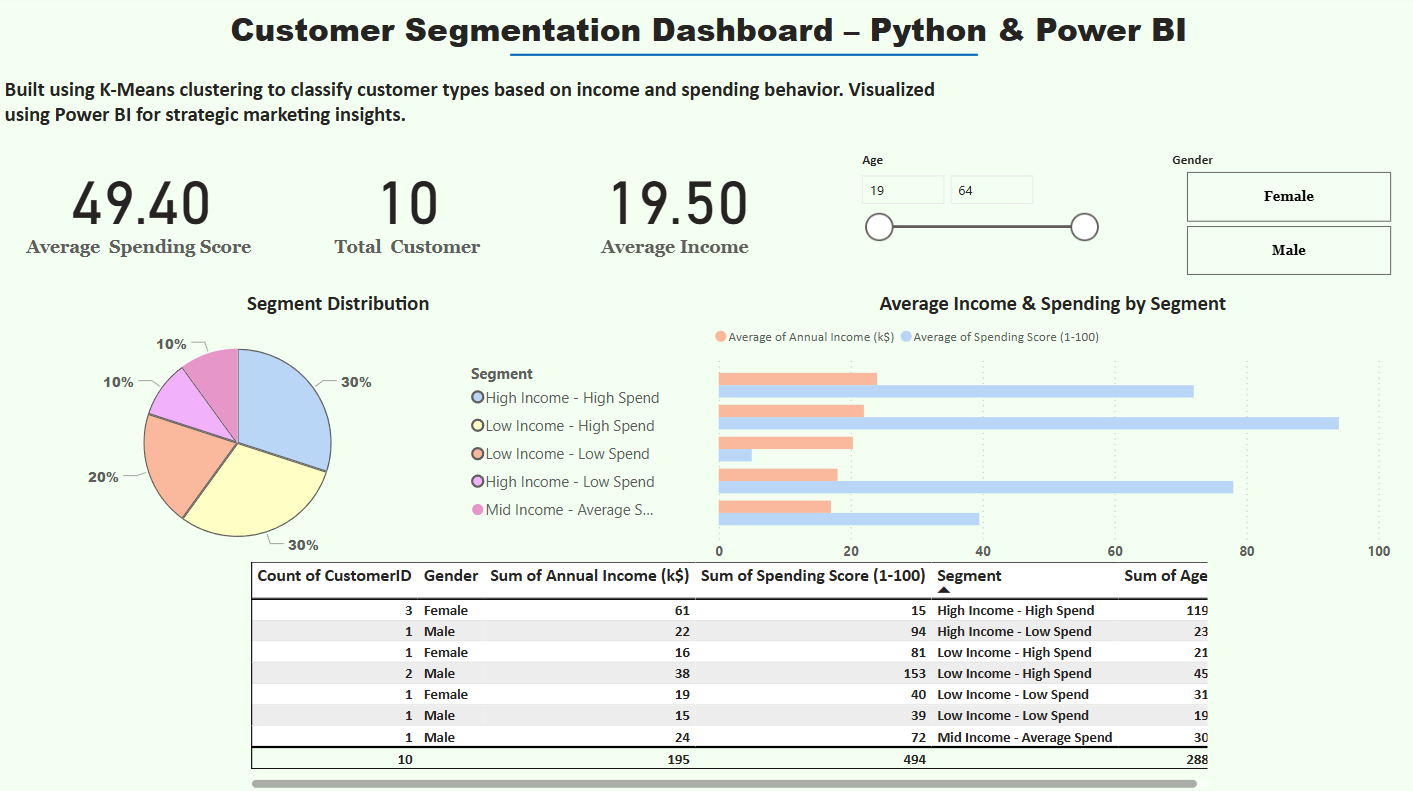 Customer Segmentation Dashboard – Python & Power BI
Built using K-Means clustering to classify customer types based on income and spending behavior. Visualized
using Power BI for strategic marketing insights.
49.40
Average Spending Score
10
Total Customer
19.50
Average Income
Age
19 64
Gender
Female
Male
Segment Distribution
10%
10%
20%
30%
30%
Segment
High Income - High Spend
Low Income - High Spend
Low Income - Low Spend
High Income - Low Spend
Mid Income - Average S...
Average Income & Spending by Segment
Average of Annual Income (k$) Average of Spending Score (1-100)
0 20 40 60 80 100
Count of CustomerID Gender Sum of Annual Income (k$) Sum of Spending Score (1-100) Segment Sum of Age
3 Female 61 15 High Income - High Spend 119
1 Male 22 94 High Income - Low Spend 23
1 Female 16 81 Low Income - High Spend 21
2 Male 38 153 Low Income - High Spend 45
1 Female 19 40 Low Income - Low Spend 31
1 Male 15 39 Low Income - Low Spend 19
1 Male 24 72 Mid Income - Average Spend 30
10 195 494 288